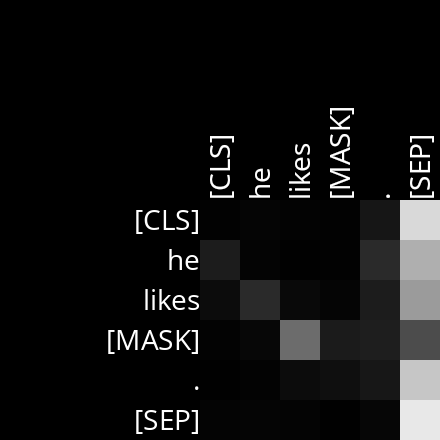 [CLS] he likes [MASK] . [SEP]
[CLS]
he
likes
[MASK]
.
[SEP]